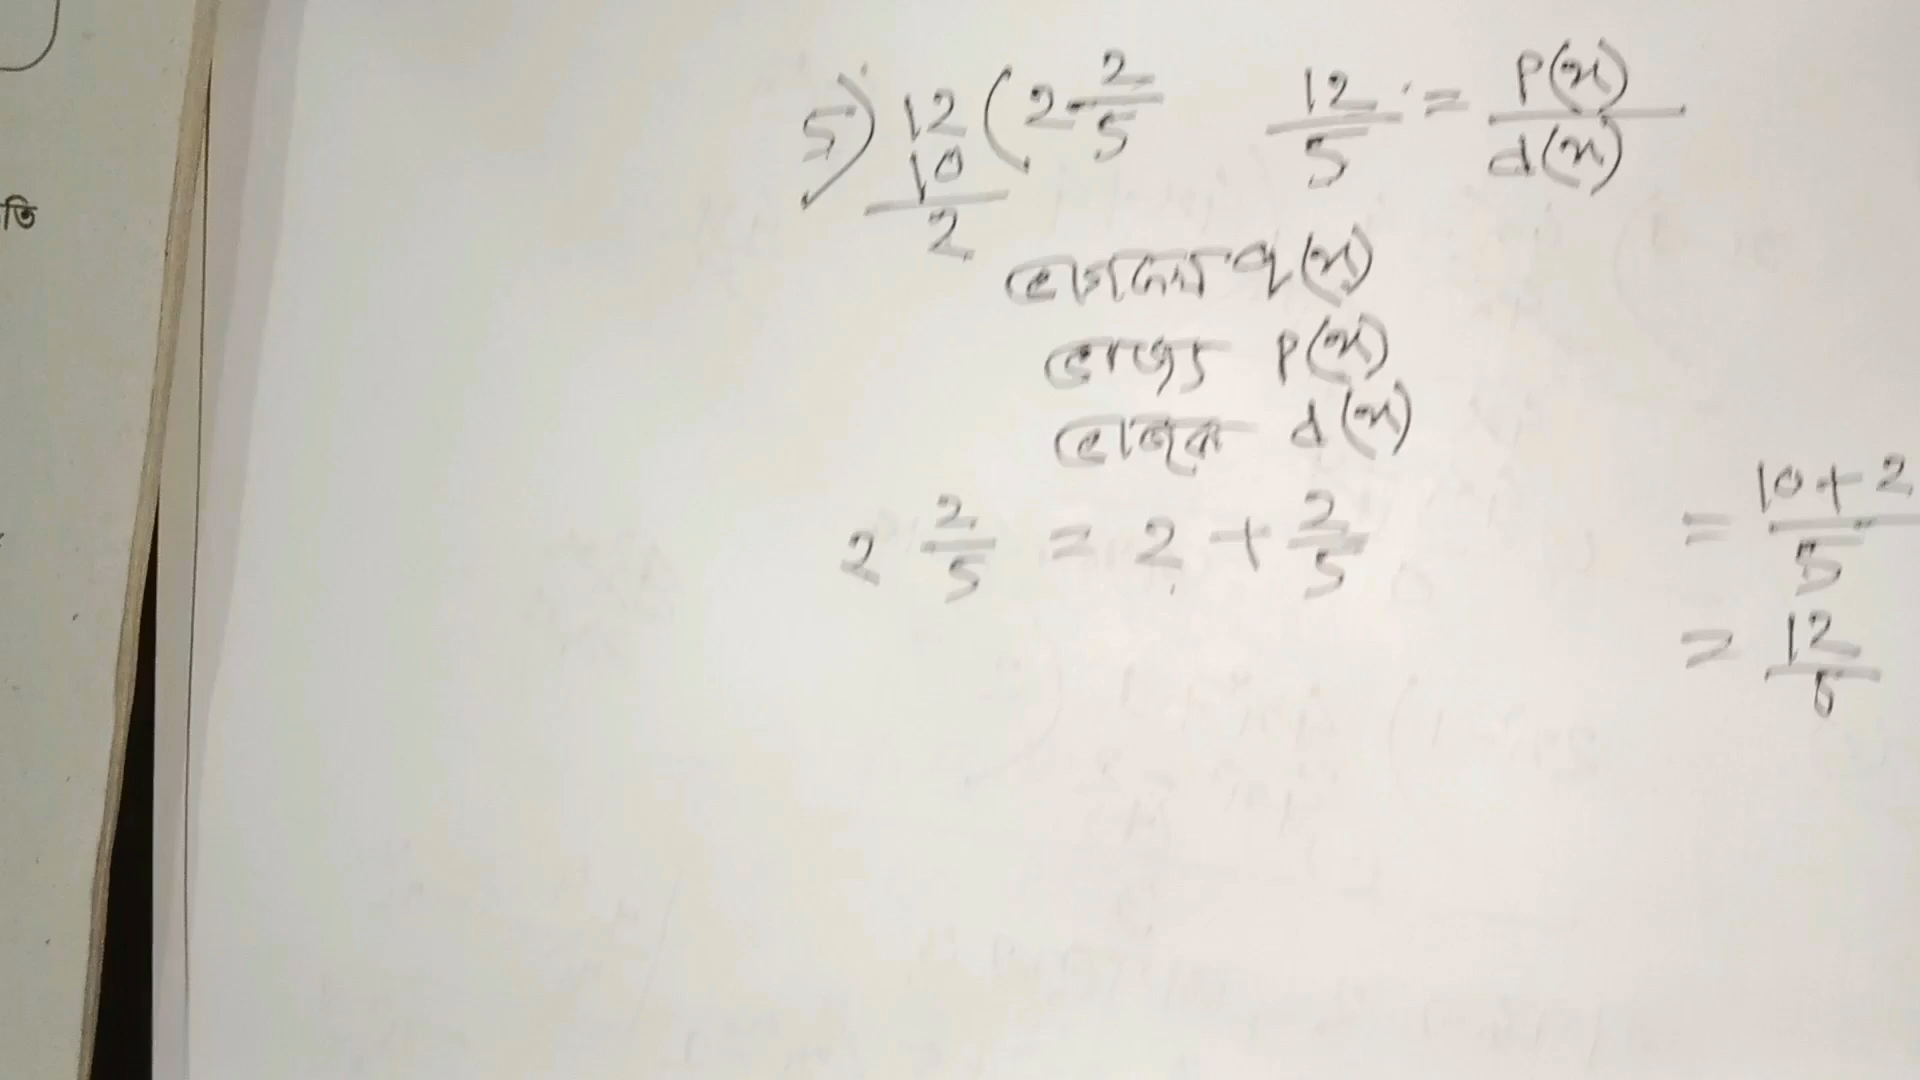 তি
5) 12 ( 2 2/5   12/5 = P(x)/d(x)
10
2
ভাগফল q(x)
ভাজ্য P(x)
ভাজক d(x)
2 2/5 = 2 + 2/5 = 10+2/5
= 12/5